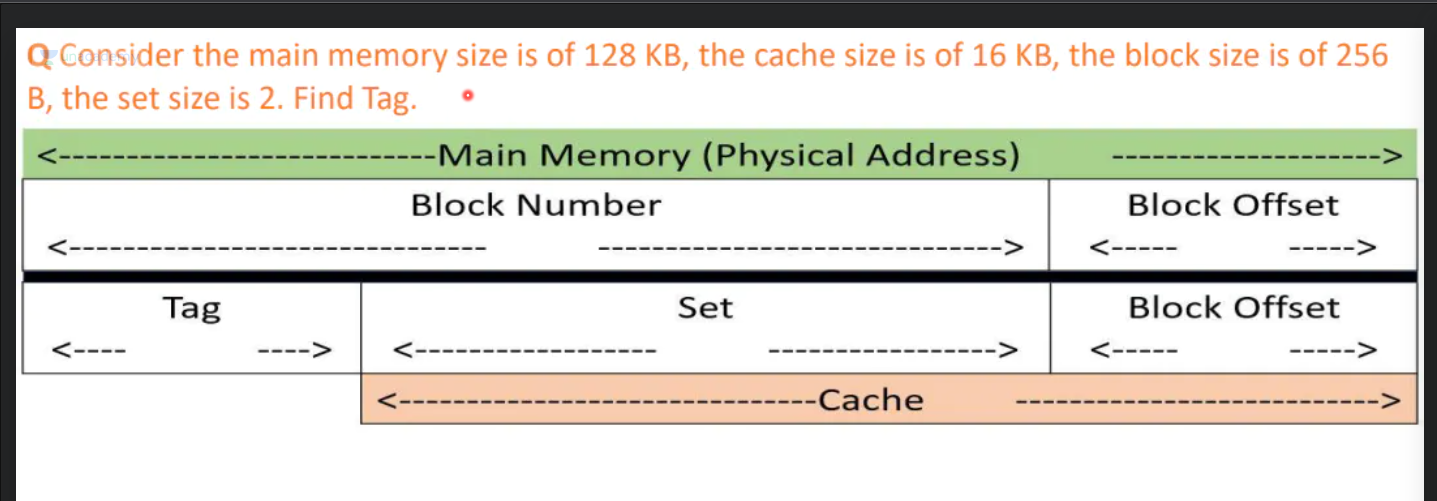 Q Consider the main memory size is of 128 KB, the cache size is of 16 KB, the block size is of 256
B, the set size is 2. Find Tag.
<----------------------------Main Memory (Physical Address) -------------------->
Block Number Block Offset
<------------------------------- ------------------------------> <----- ----->
Tag Set Block Offset
<---- ----> <------------------ -----------------> <----- ----->
<-------------------------------Cache --------------------------->